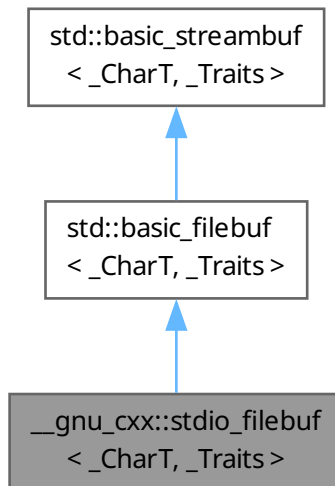 std::basic_streambuf
< _CharT, _Traits >
std::basic_filebuf
< _CharT, _Traits >
__gnu_cxx::stdio_filebuf
< _CharT, _Traits >